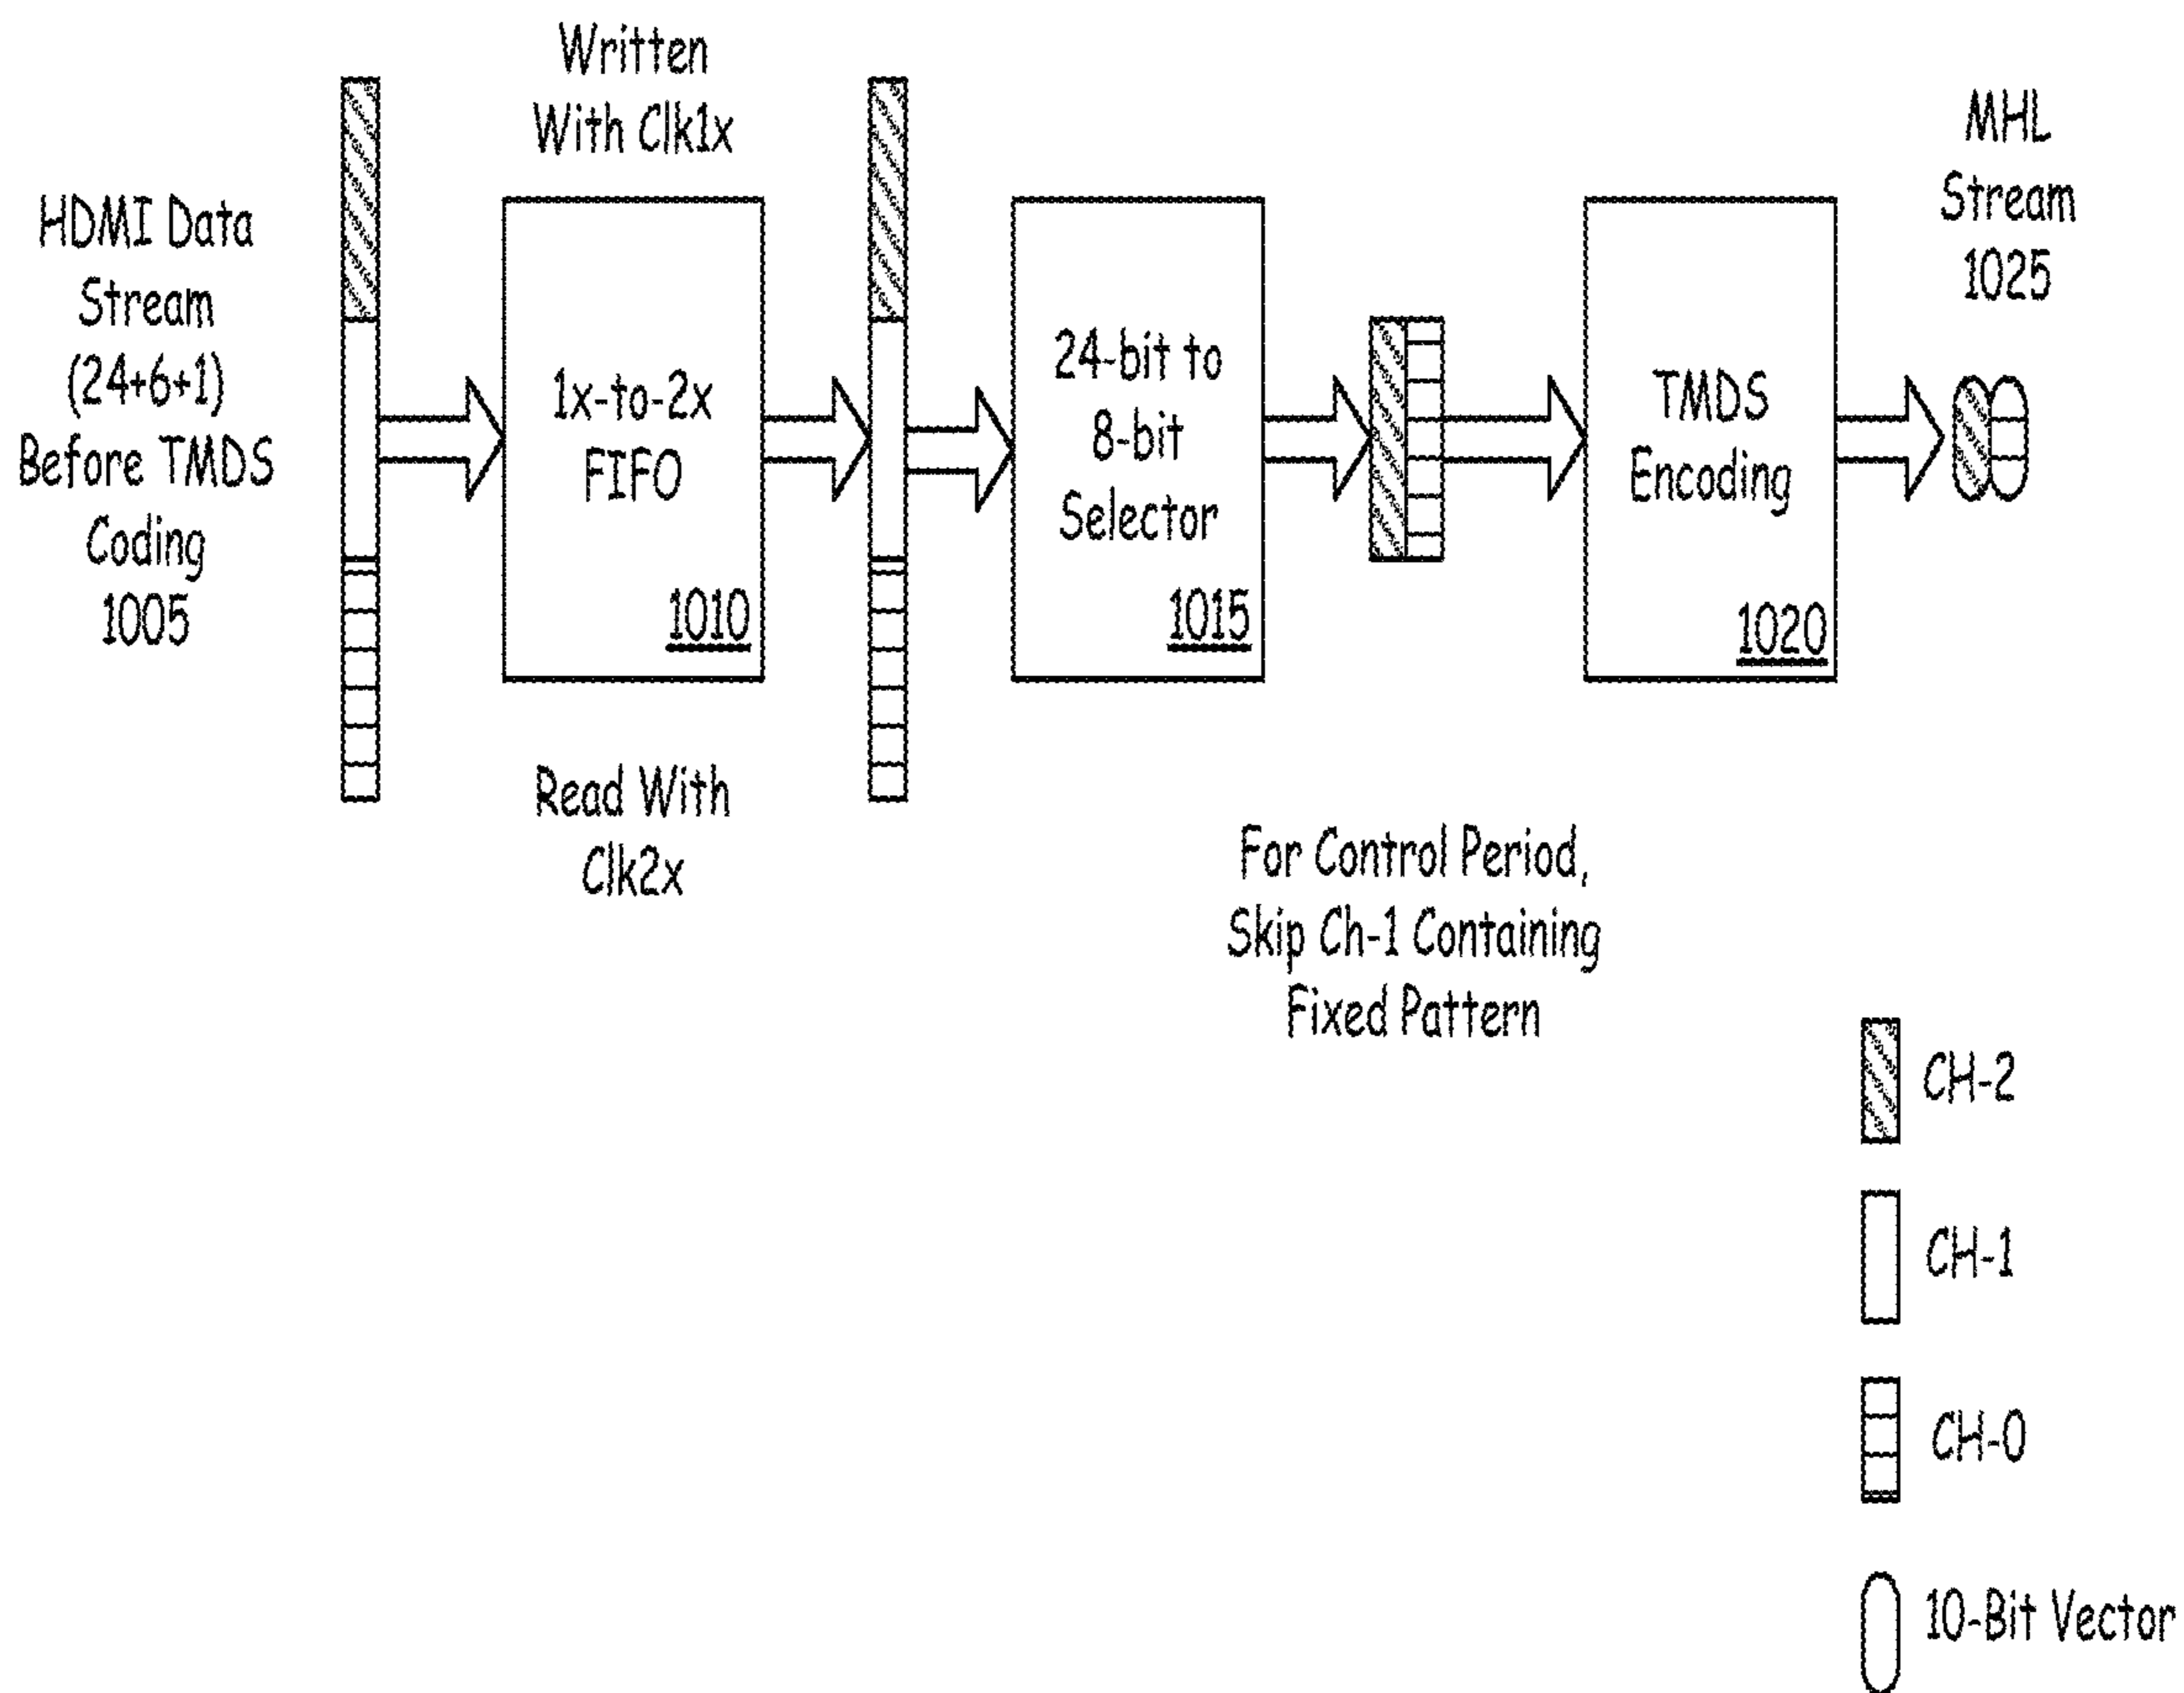 HDMI Data
Stream
(24+6+1)
Before TMDS
Coding
1005
Written
With Clk1x
1x-to-2x
FIFO
1010
Read With
Clk2x
24-bit to
8-bit
Selector
1015
For Control Period,
Skip Ch-1 Containing
Fixed Pattern
TMDS
Encoding
1020
MHL
Stream
1025
CH-2
CH-1
CH-0
10-Bit Vector